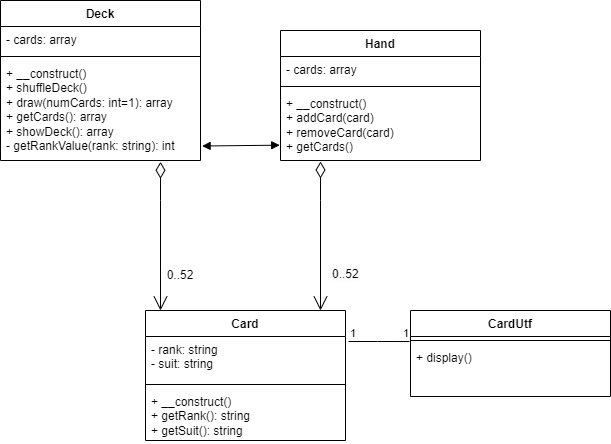 Deck
- cards: array
+ __construct()
+ shuffleDeck()
+ draw(numCards: int=1): array
+ getCards(): array
+ showDeck(): array
- getRankValue(rank: string): int
Hand
- cards: array
+ __construct()
+ addCard(card)
+ removeCard(card)
+ getCards()
0..52
0..52
Card
- rank: string
- suit: string
+ __construct()
+ getRank(): string
+ getSuit(): string
1
1
CardUtf
+ display()